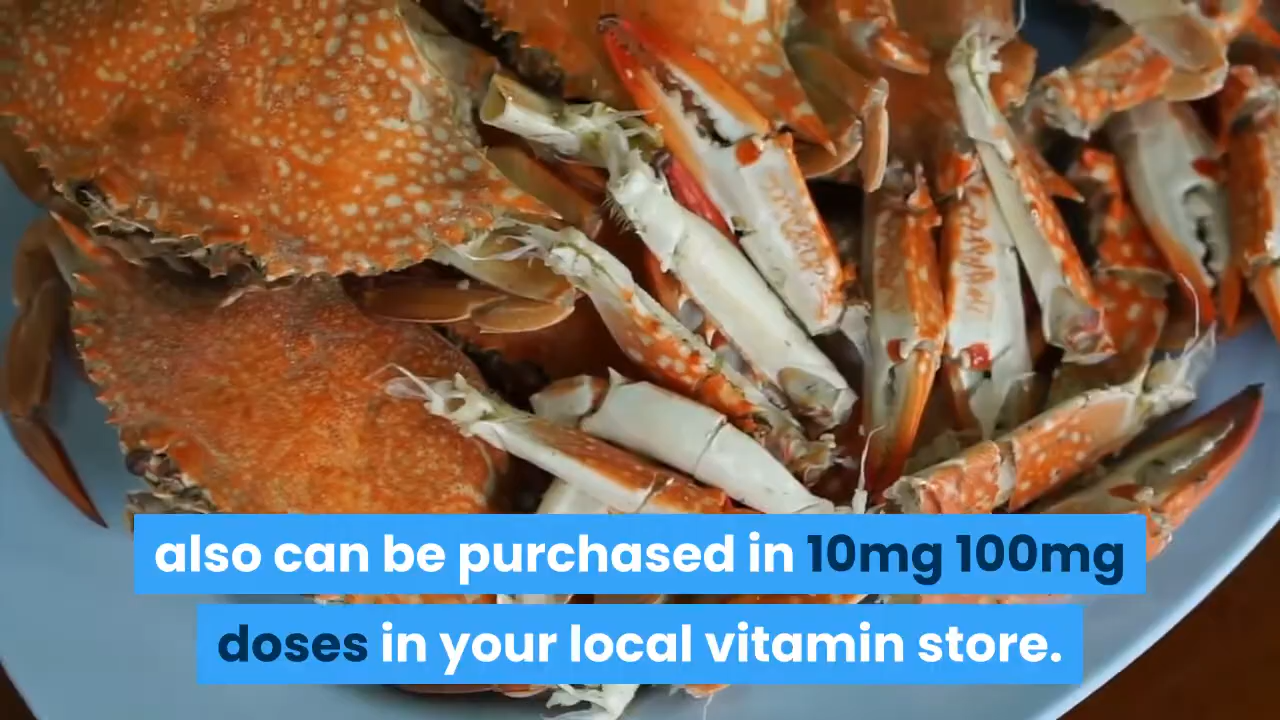 also can be purchased in 10mg 100mg
doses in your local vitamin store.